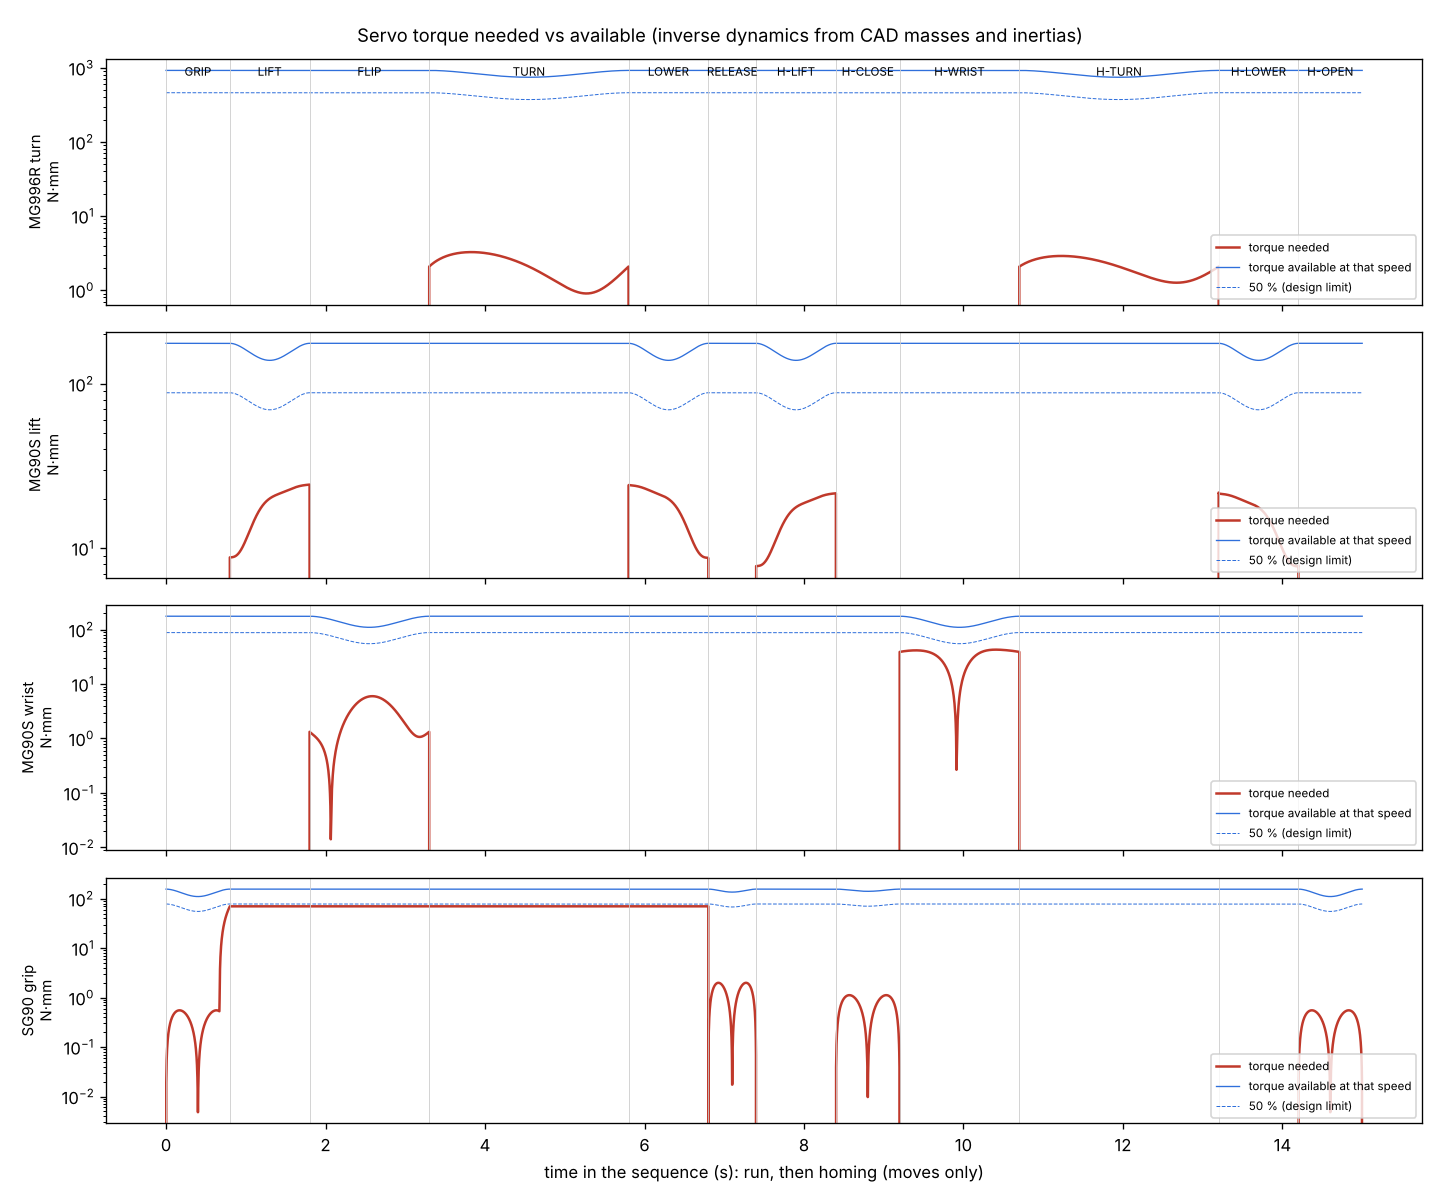 Servo torque needed vs available (inverse dynamics from CAD masses and inertias)
GRIP LIFT FLIP TURN LOWER RELEASE H-LIFT H-CLOSE H-WRIST H-TURN H-LOWER H-OPEN
MG996R turn
N·mm
10³
10²
10¹
10⁰
torque needed
torque available at that speed
50 % (design limit)
MG90S lift
N·mm
10²
10¹
torque needed
torque available at that speed
50 % (design limit)
MG90S wrist
N·mm
10²
10¹
10⁰
10⁻¹
10⁻²
torque needed
torque available at that speed
50 % (design limit)
SG90 grip
N·mm
10²
10¹
10⁰
10⁻¹
10⁻²
torque needed
torque available at that speed
50 % (design limit)
0 2 4 6 8 10 12 14
time in the sequence (s): run, then homing (moves only)